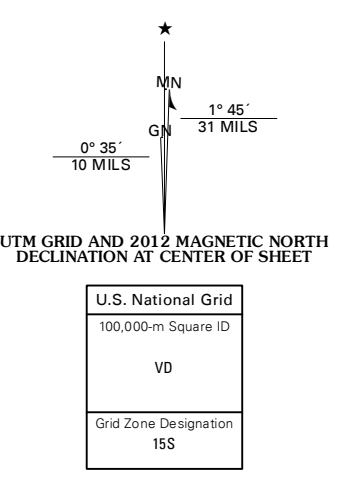 ★
MN
GN
1° 45´
31 MILS
0° 35´
10 MILS
UTM GRID AND 2012 MAGNETIC NORTH
DECLINATION AT CENTER OF SHEET
U.S. National Grid
100,000-m Square ID
VD
Grid Zone Designation
15S